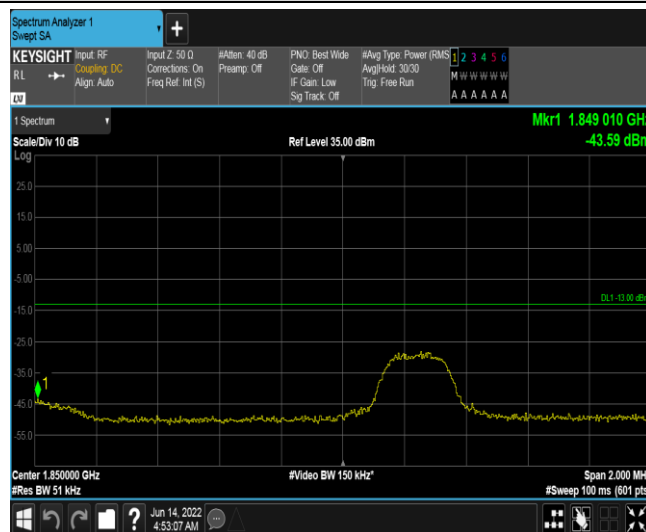 Spectrum Analyzer 1
Swept SA
+
KEYSIGHT
RL
LXI
Input: RF
Coupling: DC
Align: Auto
Input Z: 50 Ω
Corrections: On
Freq Ref: Int (S)
#Atten: 40 dB
Preamp: Off
PNO: Best Wide
Gate: Off
IF Gain: Low
Sig Track: Off
#Avg Type: Power (RMS
Avg|Hold: 30/30
Trig: Free Run
1 2 3 4 5 6
M W W W W W
A A A A A A
1 Spectrum
Scale/Div 10 dB
Ref Level 35.00 dBm
Mkr1 1.849 010 GHz
-43.59 dBm
Log
25.0
15.0
5.00
-5.00
-15.0
-25.0
-35.0
-45.0
-55.0
DL1 -13.00 dBm
1
Center 1.850000 GHz
#Video BW 150 kHz*
Span 2.000 MHz
#Res BW 51 kHz
#Sweep 100 ms (601 pts
?
Jun 14, 2022
4:53:07 AM